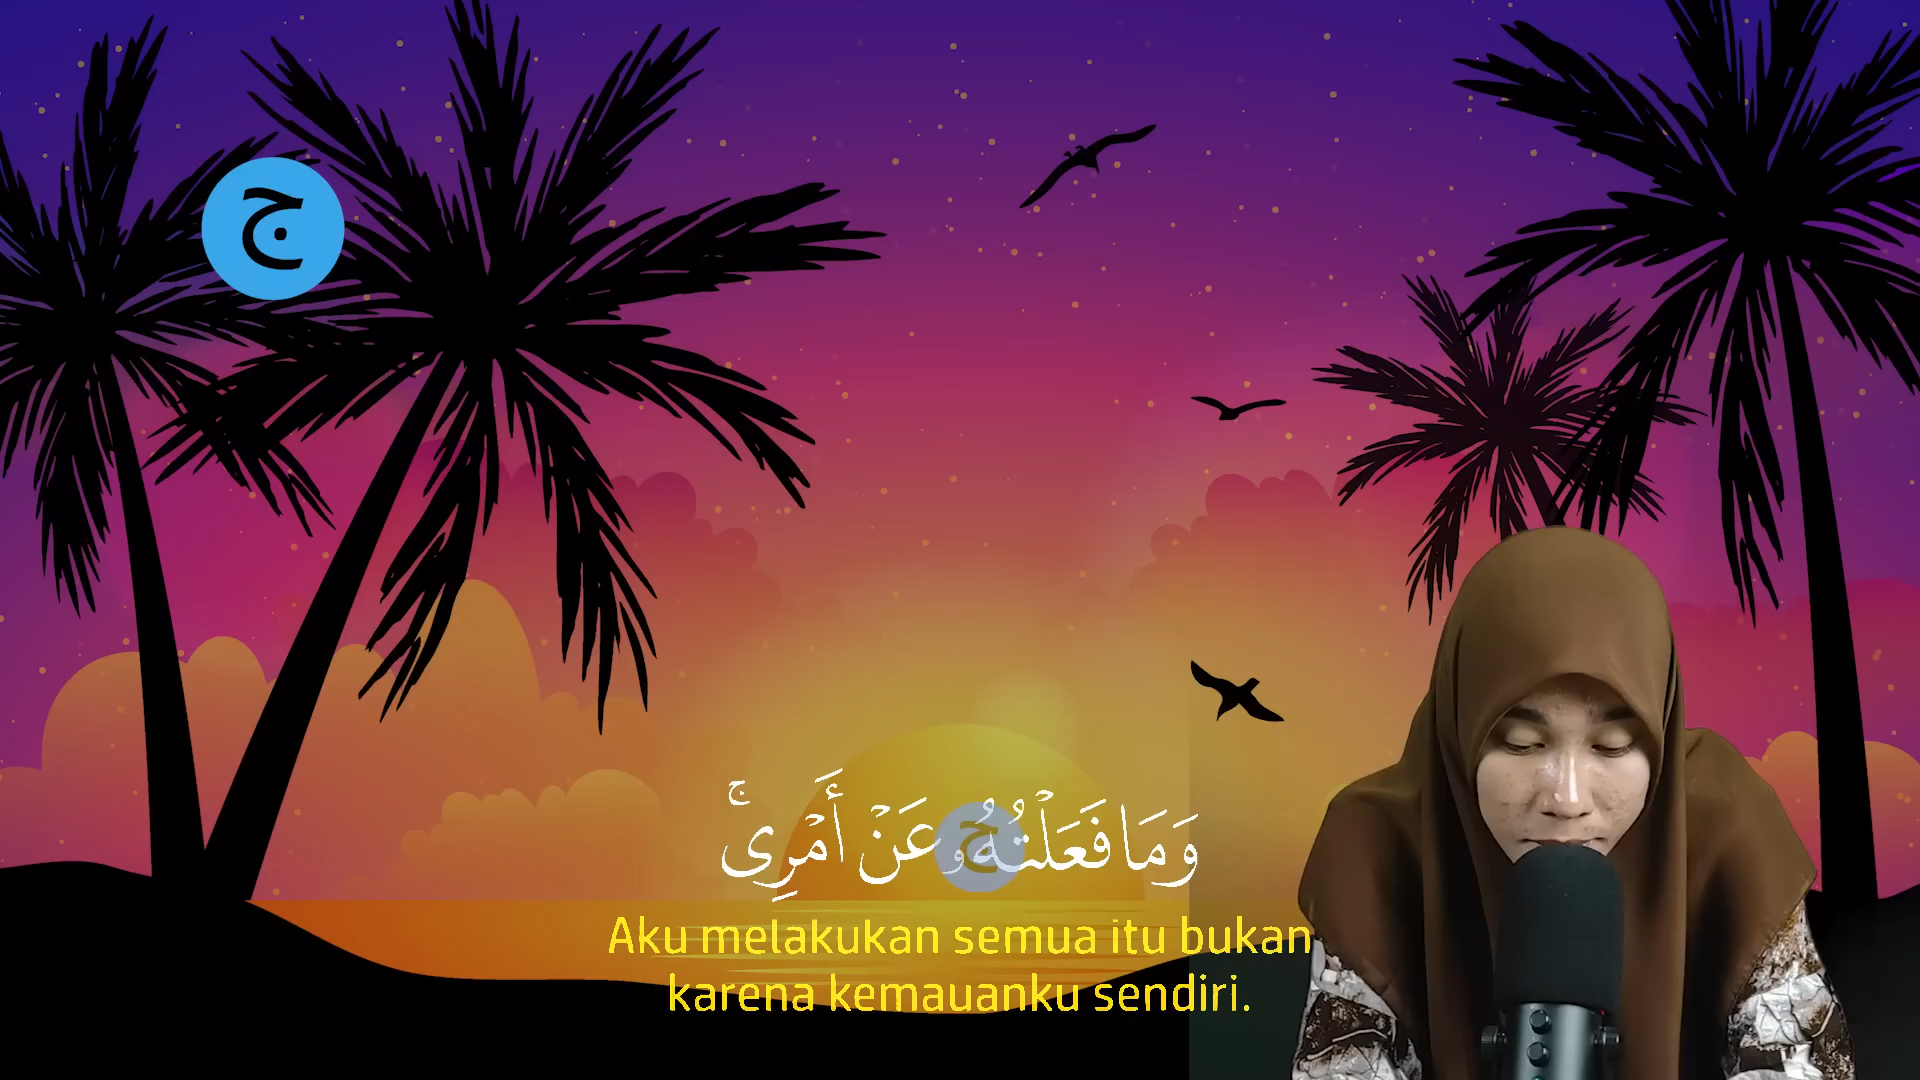 ج
وَمَا فَعَلْتُهُۥ عَنْ أَمْرِىۚ
ج
Aku melakukan semua itu bukan
karena kemauanku sendiri.